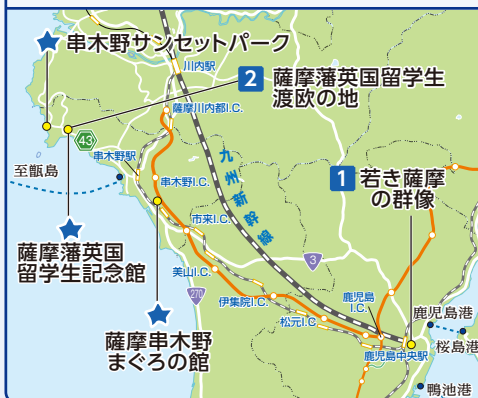 串木野サンセットパーク
川内駅
2 薩摩藩英国留学生
渡欧の地
薩摩川内都I.C.
43
串木野駅
至甑島
串木野I.C.
九州新幹線
1 若き薩摩
の群像
市来I.C.
薩摩藩英国
留学生記念館
3
美山I.C.
270
伊集院I.C.
鹿児島
I.C.
松元I.C.
鹿児島港
薩摩串木野
まぐろの館
桜島港
鹿児島中央駅
鴨池港